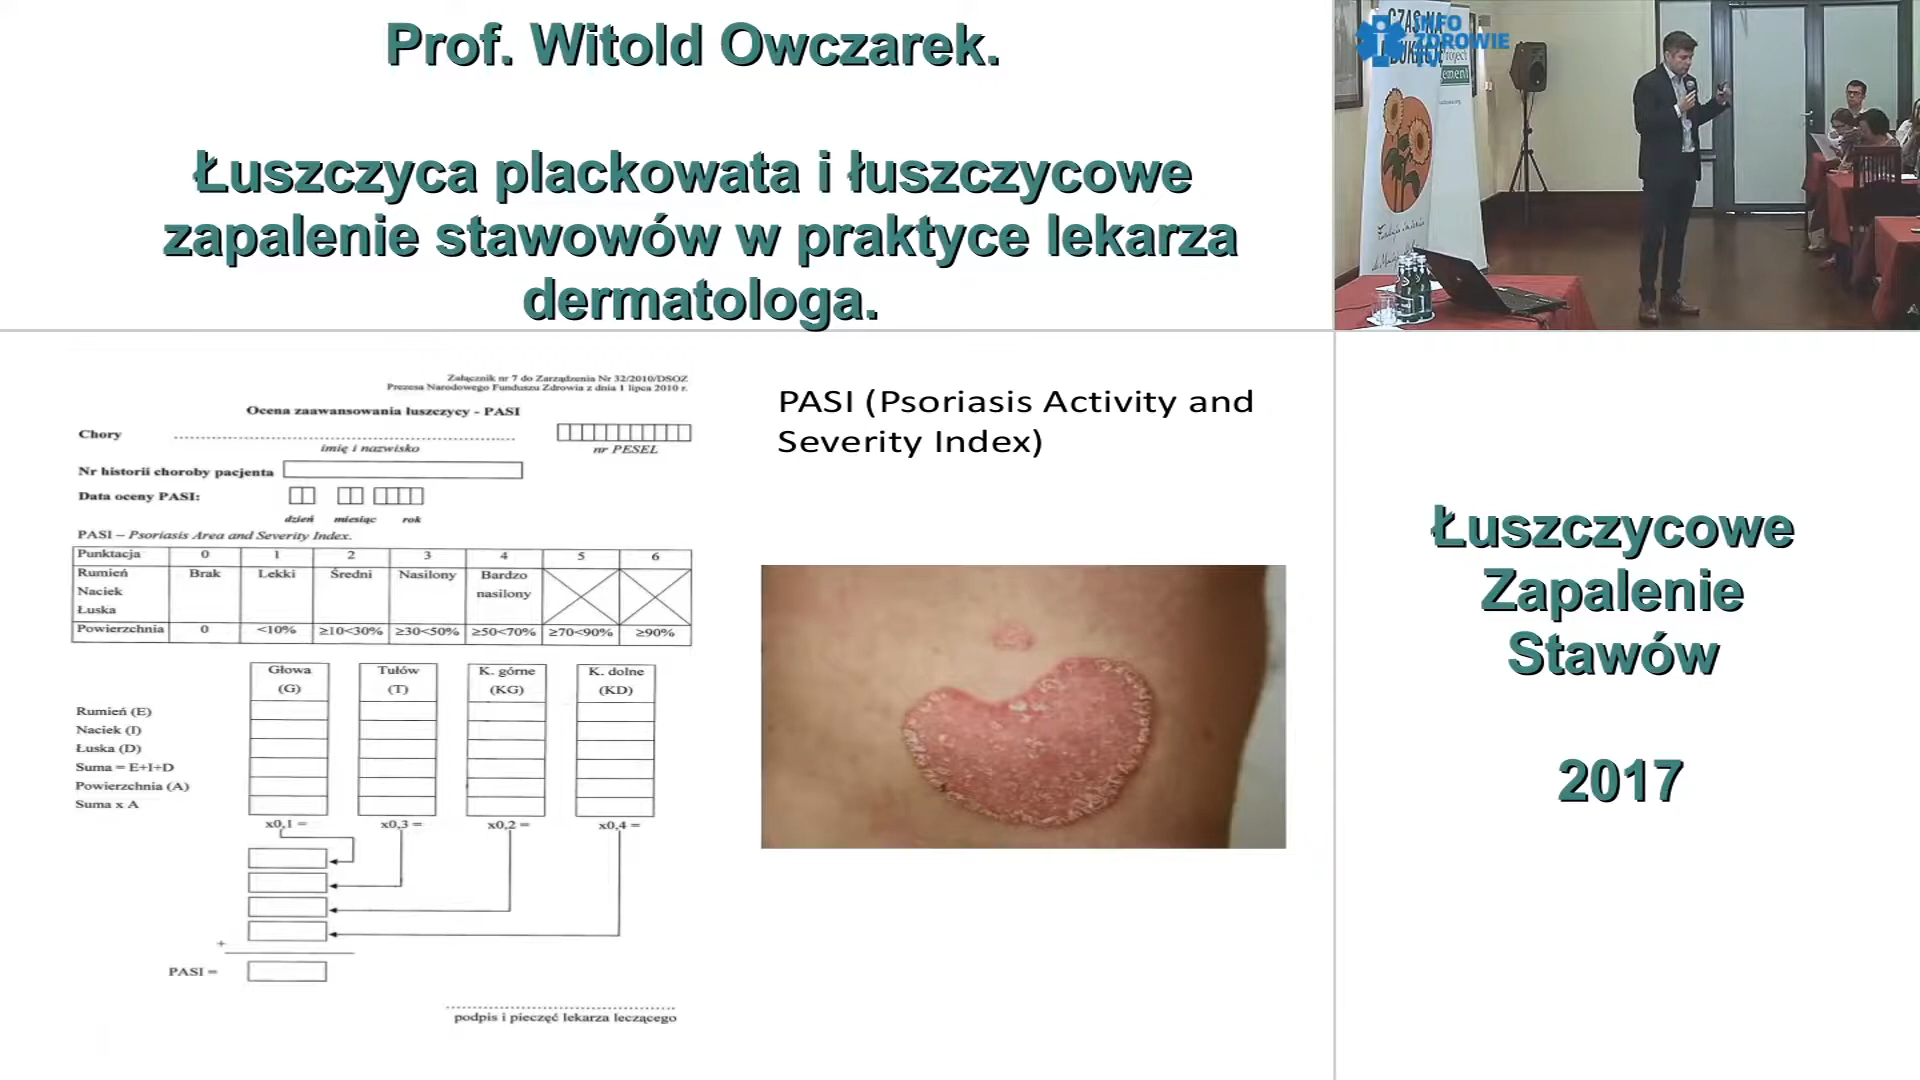 Prof. Witold Owczarek.
Łuszczyca plackowata i łuszczycowe
zapalenie stawowów w praktyce lekarza
dermatologa.
INFO
ZDROWIE
CZAS NA
Załącznik nr 7 do Zarządzenia Nr 32/2010/DSOZ
Prezesa Narodowego Funduszu Zdrowia z dnia 1 lipca 2010 r.
Ocena zaawansowania łuszczycy - PASI
Chory
imię i nazwisko
nr PESEL
Nr historii choroby pacjenta
Data oceny PASI:
dzień miesiąc rok
PASI – Psoriasis Area and Severity Index.
Punktacja 0 1 2 3 4 5 6
Rumień Brak Lekki Średni Nasilony Bardzo
Naciek nasilony
Łuska
Powierzchnia 0 <10% ≥10<30% ≥30<50% ≥50<70% ≥70<90% ≥90%
Głowa Tułów K. górne K. dolne
(G) (T) (KG) (KD)
Rumień (E)
Naciek (I)
Łuska (D)
Suma = E+I+D
Powierzchnia (A)
Suma x A
x0,1 = x0,3 = x0,2 = x0,4 =
+
PASI =
podpis i pieczęć lekarza leczącego
PASI (Psoriasis Activity and
Severity Index)
Łuszczycowe
Zapalenie
Stawów
2017